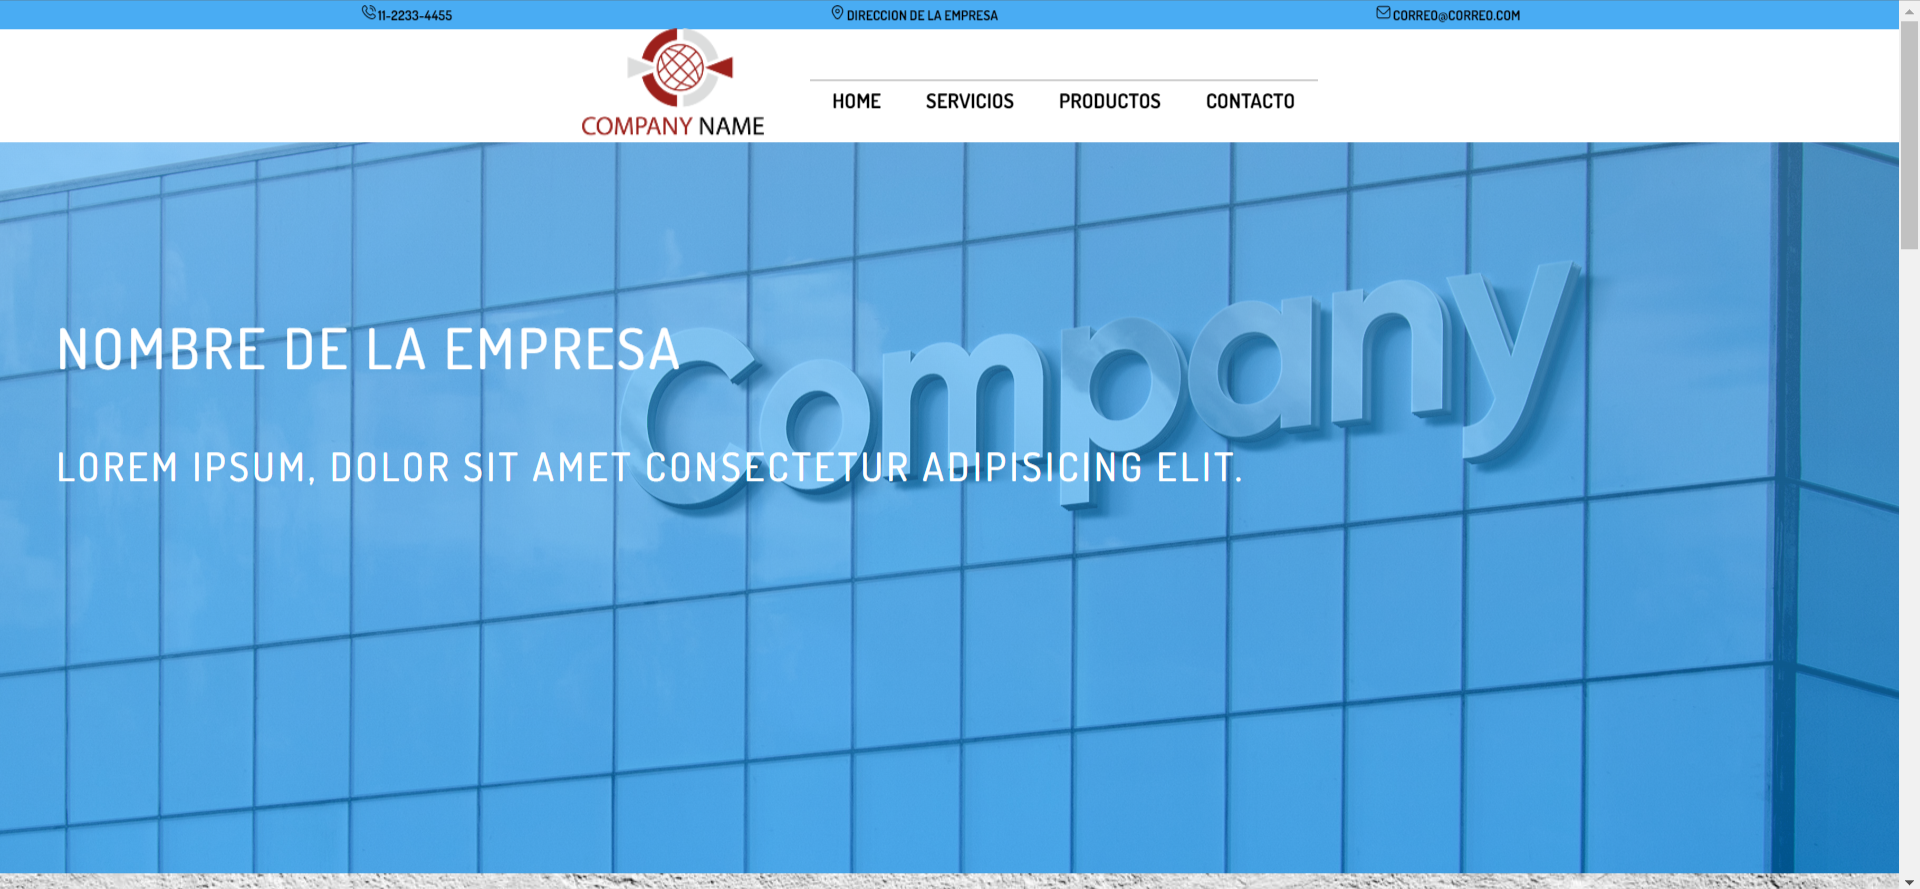 11-2233-4455
DIRECCION DE LA EMPRESA
CORREO@CORREO.COM
COMPANY NAME
HOME
SERVICIOS
PRODUCTOS
CONTACTO
Company
NOMBRE DE LA EMPRESA
LOREM IPSUM, DOLOR SIT AMET CONSECTETUR ADIPISICING ELIT.